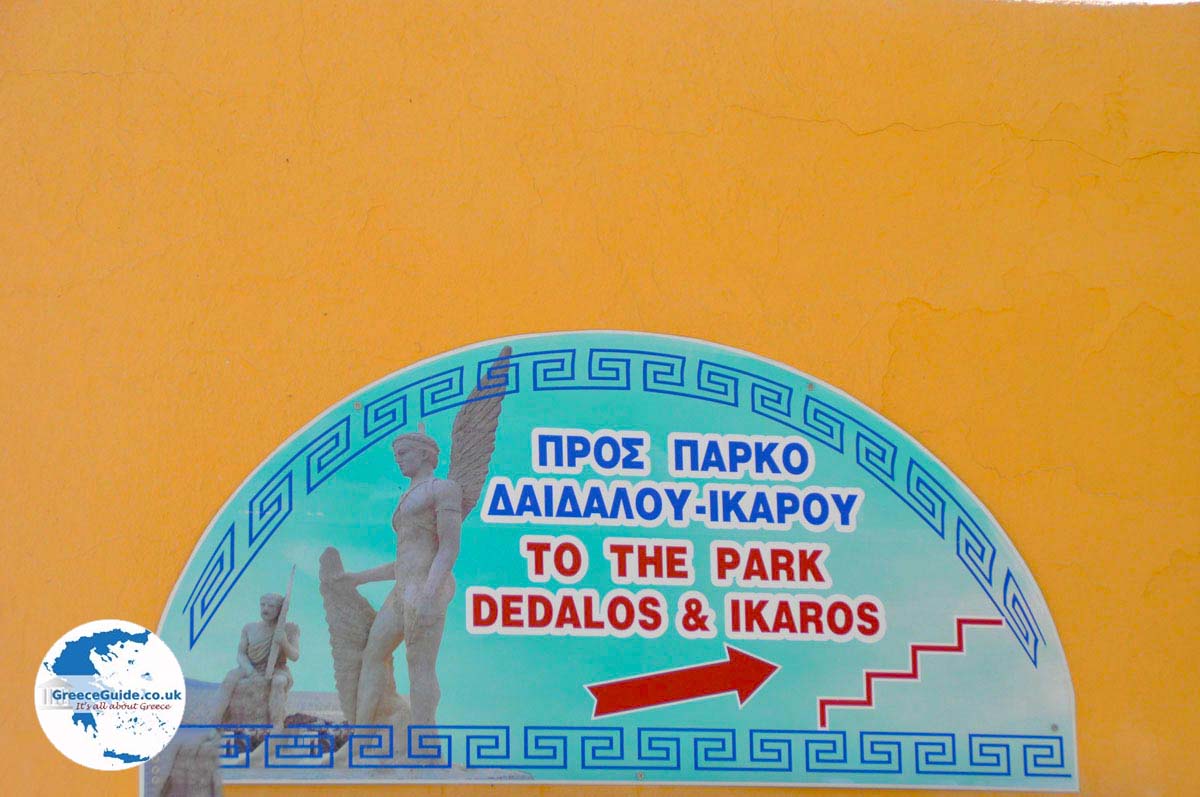 ΠΡΟΣ ΠΑΡΚΟ
ΔΑΙΔΑΛΟΥ-ΙΚΑΡΟΥ
TO THE PARK
DEDALOS & IKAROS
GreeceGuide.co.uk
It's all about Greece